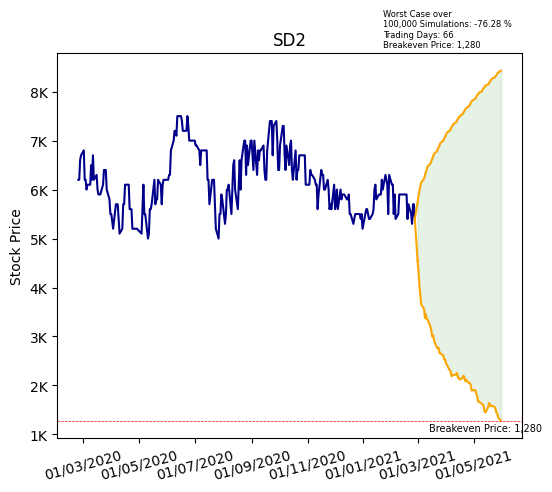 Worst Case over
100,000 Simulations: -76.28 %
Trading Days: 66
Breakeven Price: 1,280
SD2
Stock Price
8K
7K
6K
5K
4K
3K
2K
1K
Breakeven Price: 1,280
01/03/2020 01/05/2020 01/07/2020 01/09/2020 01/11/2020 01/01/2021 01/03/2021 01/05/2021